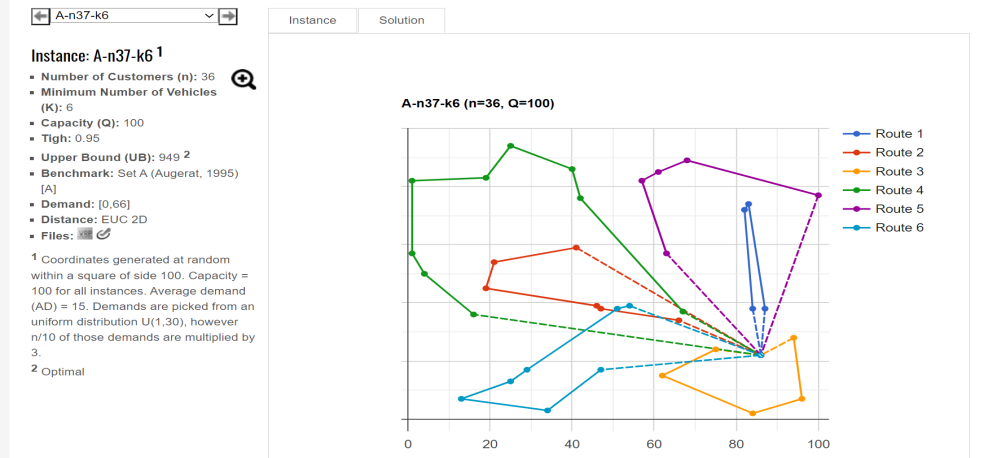 A-n37-k6
Instance
Solution
Instance: A-n37-k6 1
Number of Customers (n): 36
Minimum Number of Vehicles
(K): 6
Capacity (Q): 100
Tigh: 0.95
Upper Bound (UB): 949 2
Benchmark: Set A (Augerat, 1995)
[A]
Demand: [0,66]
Distance: EUC 2D
Files:
1 Coordinates generated at random
within a square of side 100. Capacity =
100 for all instances. Average demand
(AD) = 15. Demands are picked from an
uniform distribution U(1,30), however
n/10 of those demands are multiplied by
3.
2 Optimal
A-n37-k6 (n=36, Q=100)
Route 1
Route 2
Route 3
Route 4
Route 5
Route 6
0 20 40 60 80 100